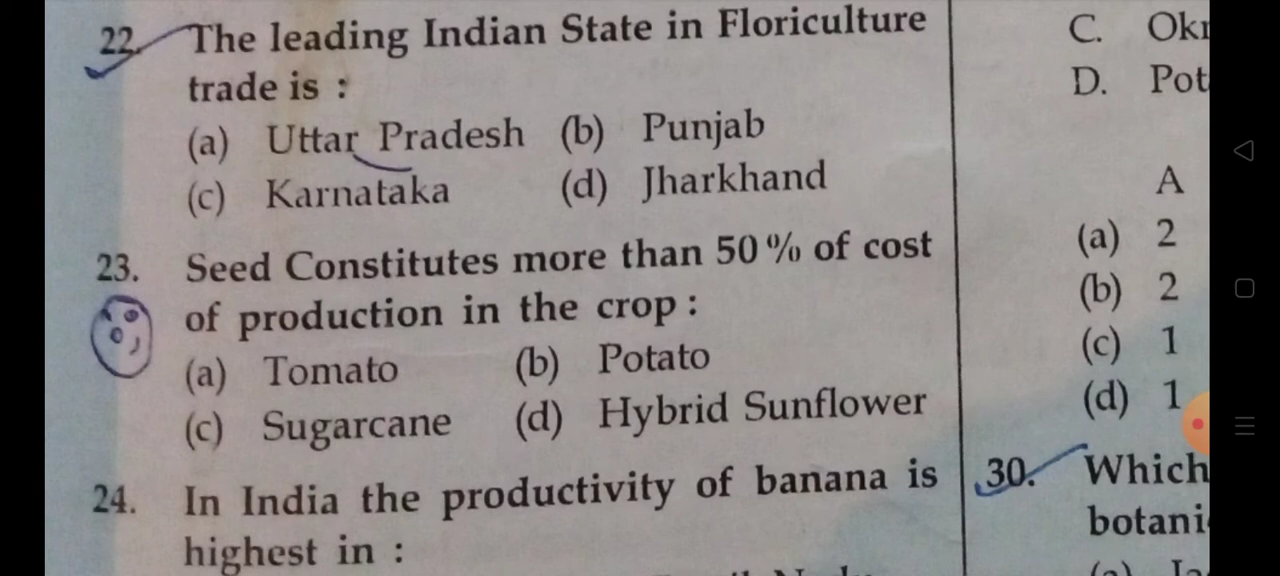 22. The leading Indian State in Floriculture
trade is :
(a) Uttar Pradesh (b) Punjab
(c) Karnataka (d) Jharkhand
23. Seed Constitutes more than 50 % of cost
of production in the crop :
(a) Tomato (b) Potato
(c) Sugarcane (d) Hybrid Sunflower
24. In India the productivity of banana is
highest in :
C.
D.
A
(a) 2
(b) 2
(c) 1
(d) 1
30. Which